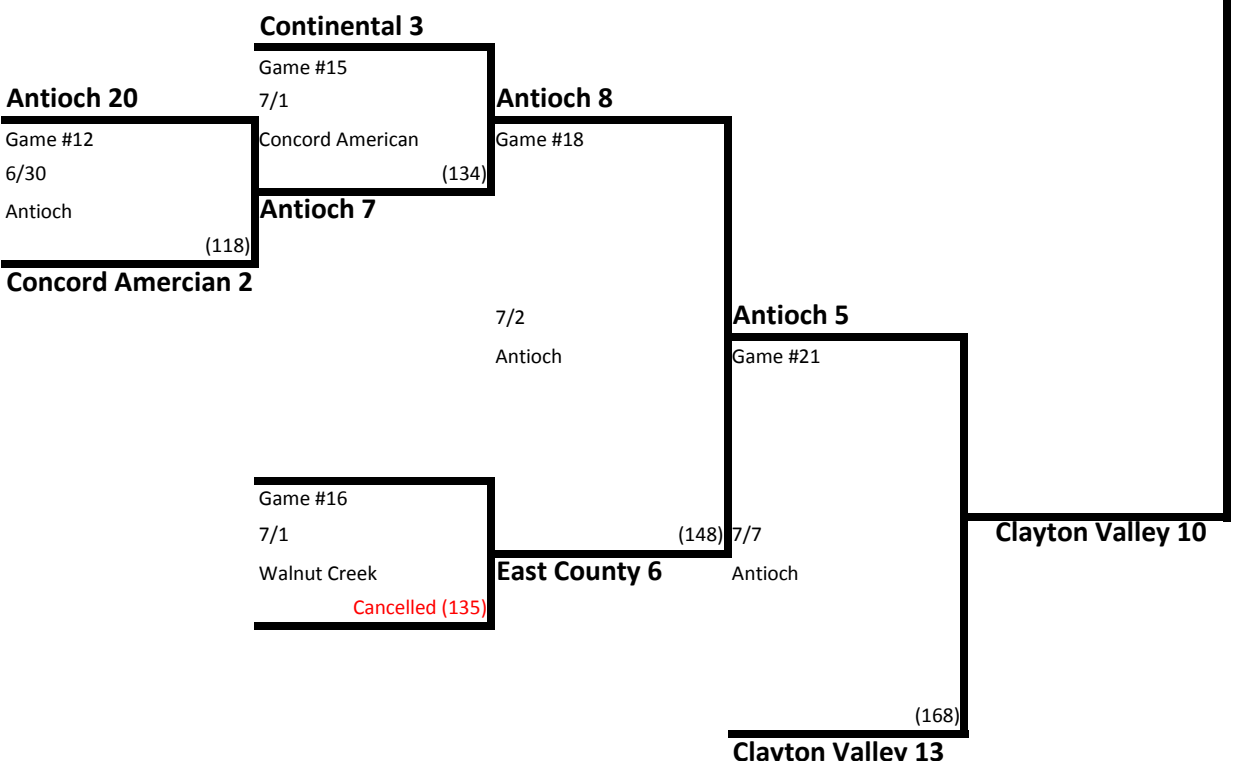 Continental 3
Game #15
Antioch 20
7/1
Antioch 8
Game #12
Concord American
Game #18
6/30
(134)
Antioch
Antioch 7
(118)
Concord Amercian 2
7/2
Antioch 5
Antioch
Game #21
Game #16
7/1
(148)
7/7
Clayton Valley 10
Walnut Creek
East County 6
Antioch
Cancelled (135)
(168)
Clayton Valley 13